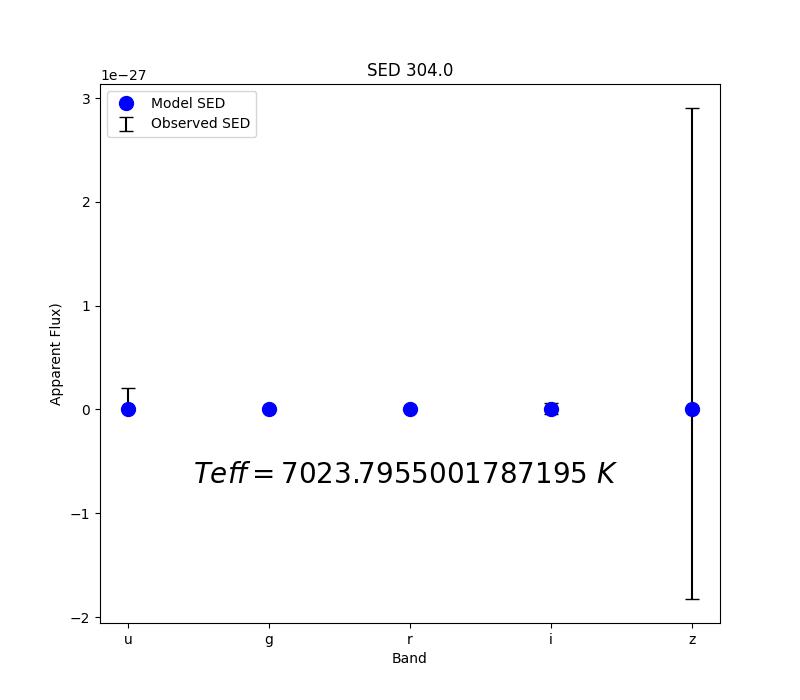 SED 304.0
1e−27
Model SED
Observed SED
3
2
1
0
−1
−2
Apparent Flux)
Teff = 7023.7955001787195 K
u g r i z
Band